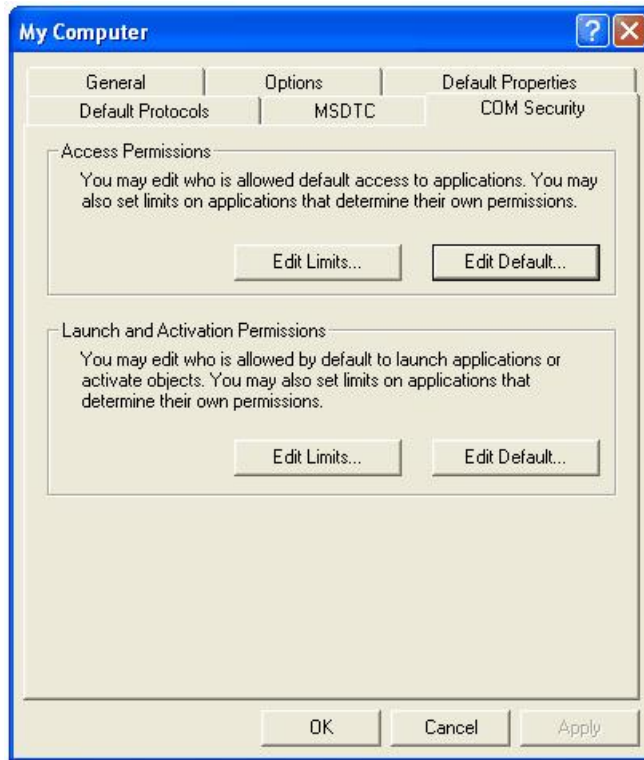 My Computer
General Options Default Properties
Default Protocols MSDTC COM Security
Access Permissions
You may edit who is allowed default access to applications. You may
also set limits on applications that determine their own permissions.
Edit Limits... Edit Default...
Launch and Activation Permissions
You may edit who is allowed by default to launch applications or
activate objects. You may also set limits on applications that
determine their own permissions.
Edit Limits... Edit Default...
OK Cancel Apply